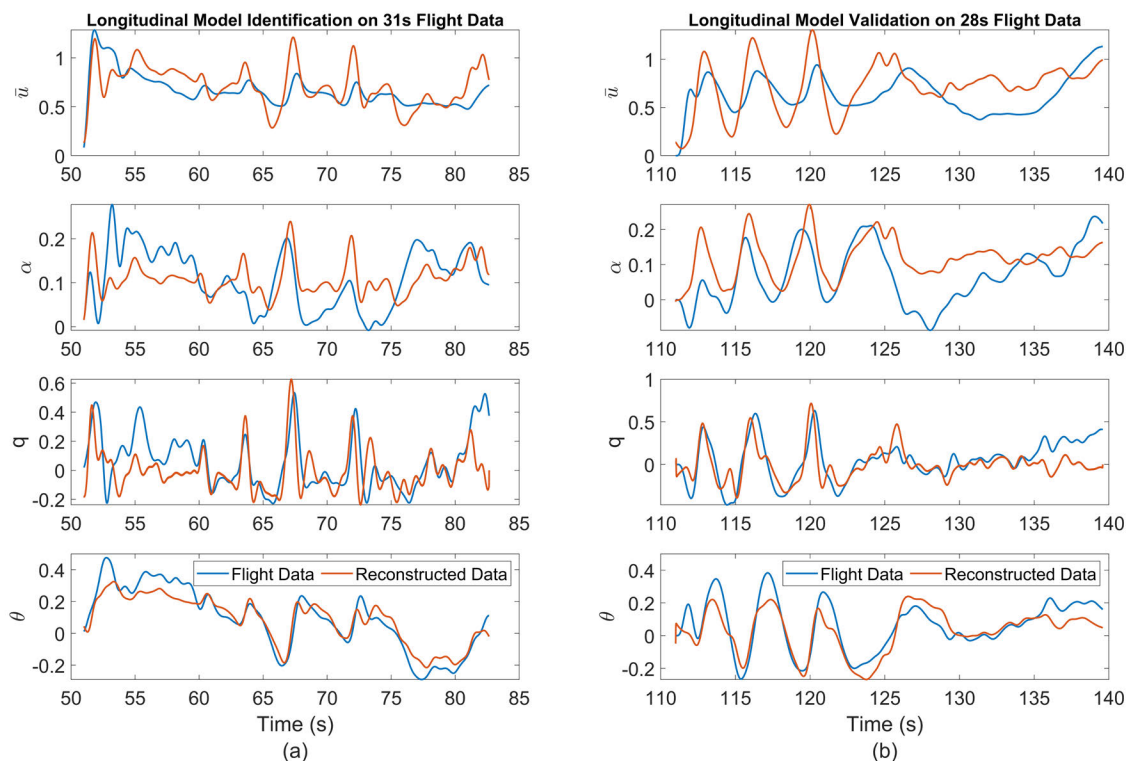 Longitudinal Model Identification on 31s Flight Data
1
0.5
0
ū
50 55 60 65 70 75 80 85
0.2
0.1
0
α
50 55 60 65 70 75 80 85
0.6
0.4
0.2
0
-0.2
q
50 55 60 65 70 75 80 85
0.4
0.2
0
-0.2
θ
Flight Data Reconstructed Data
50 55 60 65 70 75 80 85
Time (s)
(a)
Longitudinal Model Validation on 28s Flight Data
1
0.5
0
ū
110 115 120 125 130 135 140
0.2
0.1
0
α
110 115 120 125 130 135 140
1
0.5
0
q
110 115 120 125 130 135 140
0.4
0.2
0
-0.2
θ
Flight Data Reconstructed Data
110 115 120 125 130 135 140
Time (s)
(b)